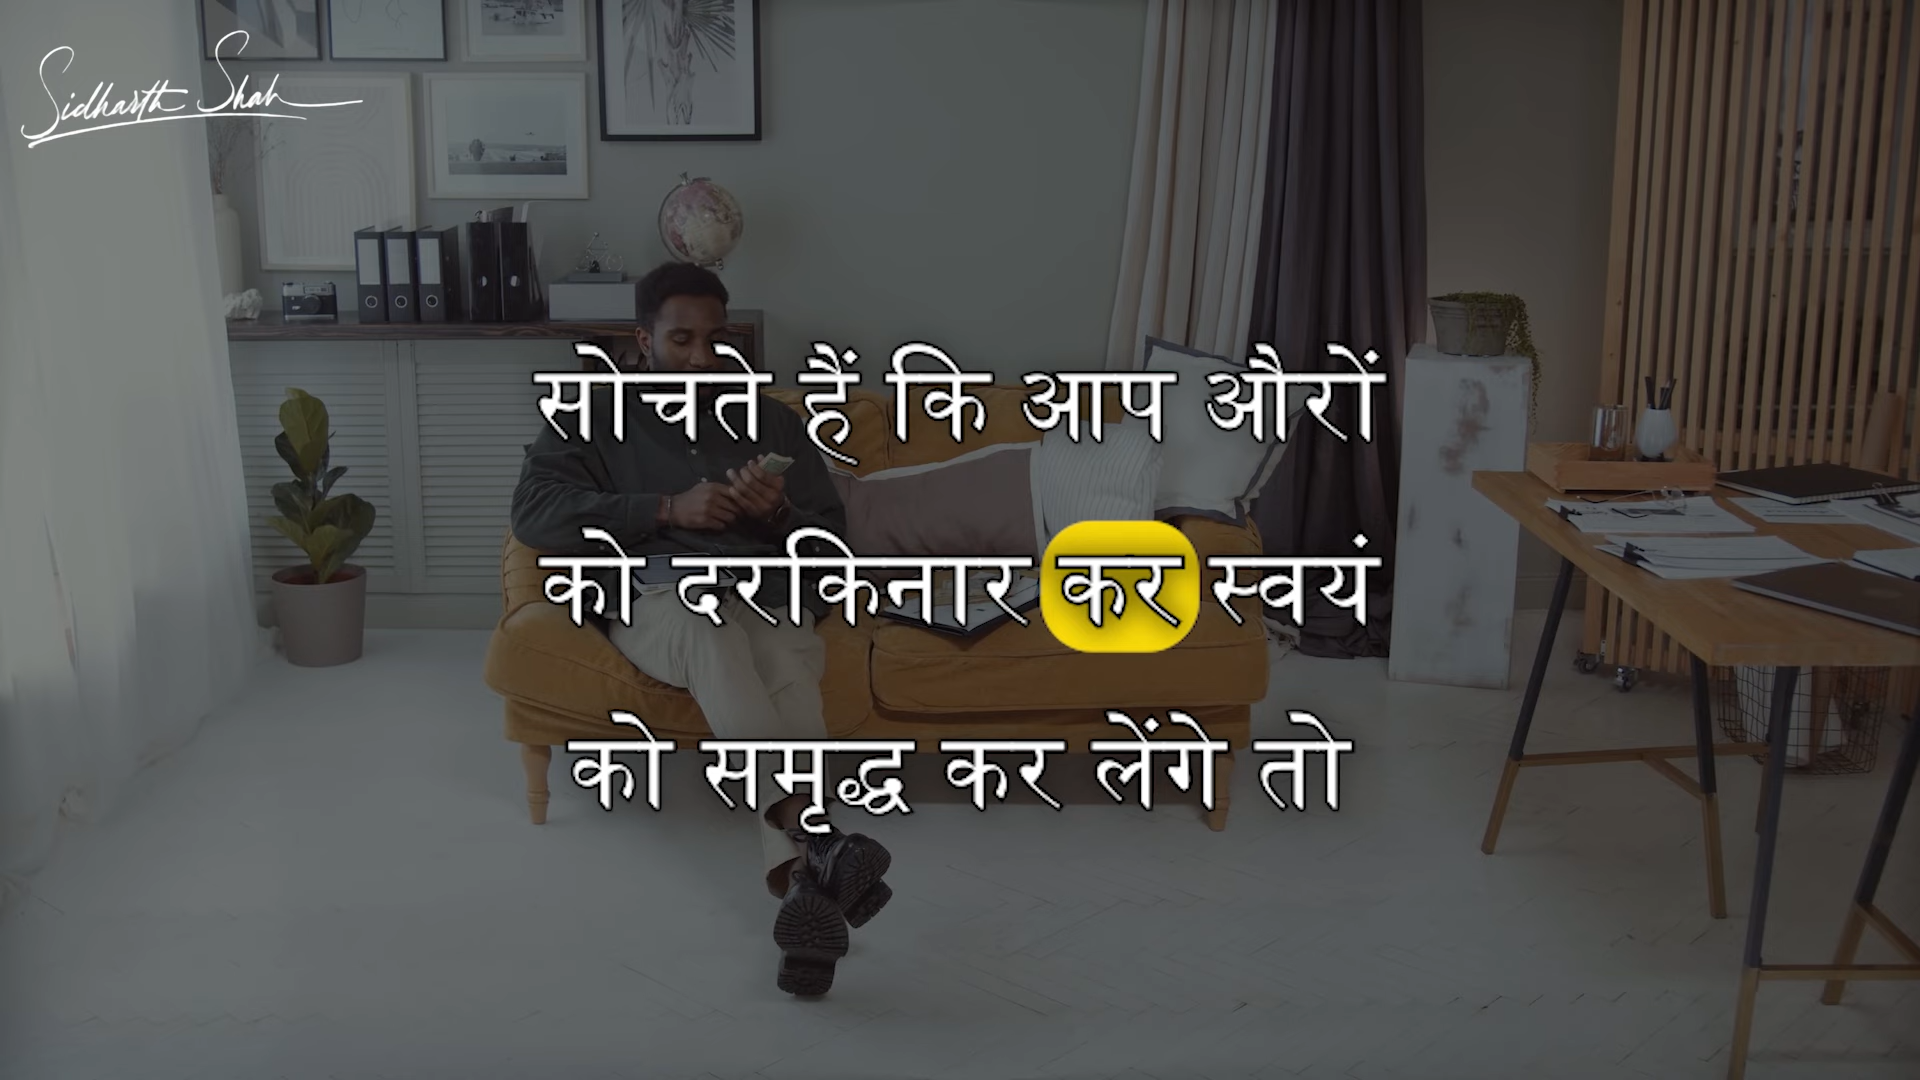 Sidharth Shah
सोचते हैं कि आप औरों
को दरकिनार कर स्वयं
को समृद्ध कर लेंगे तो